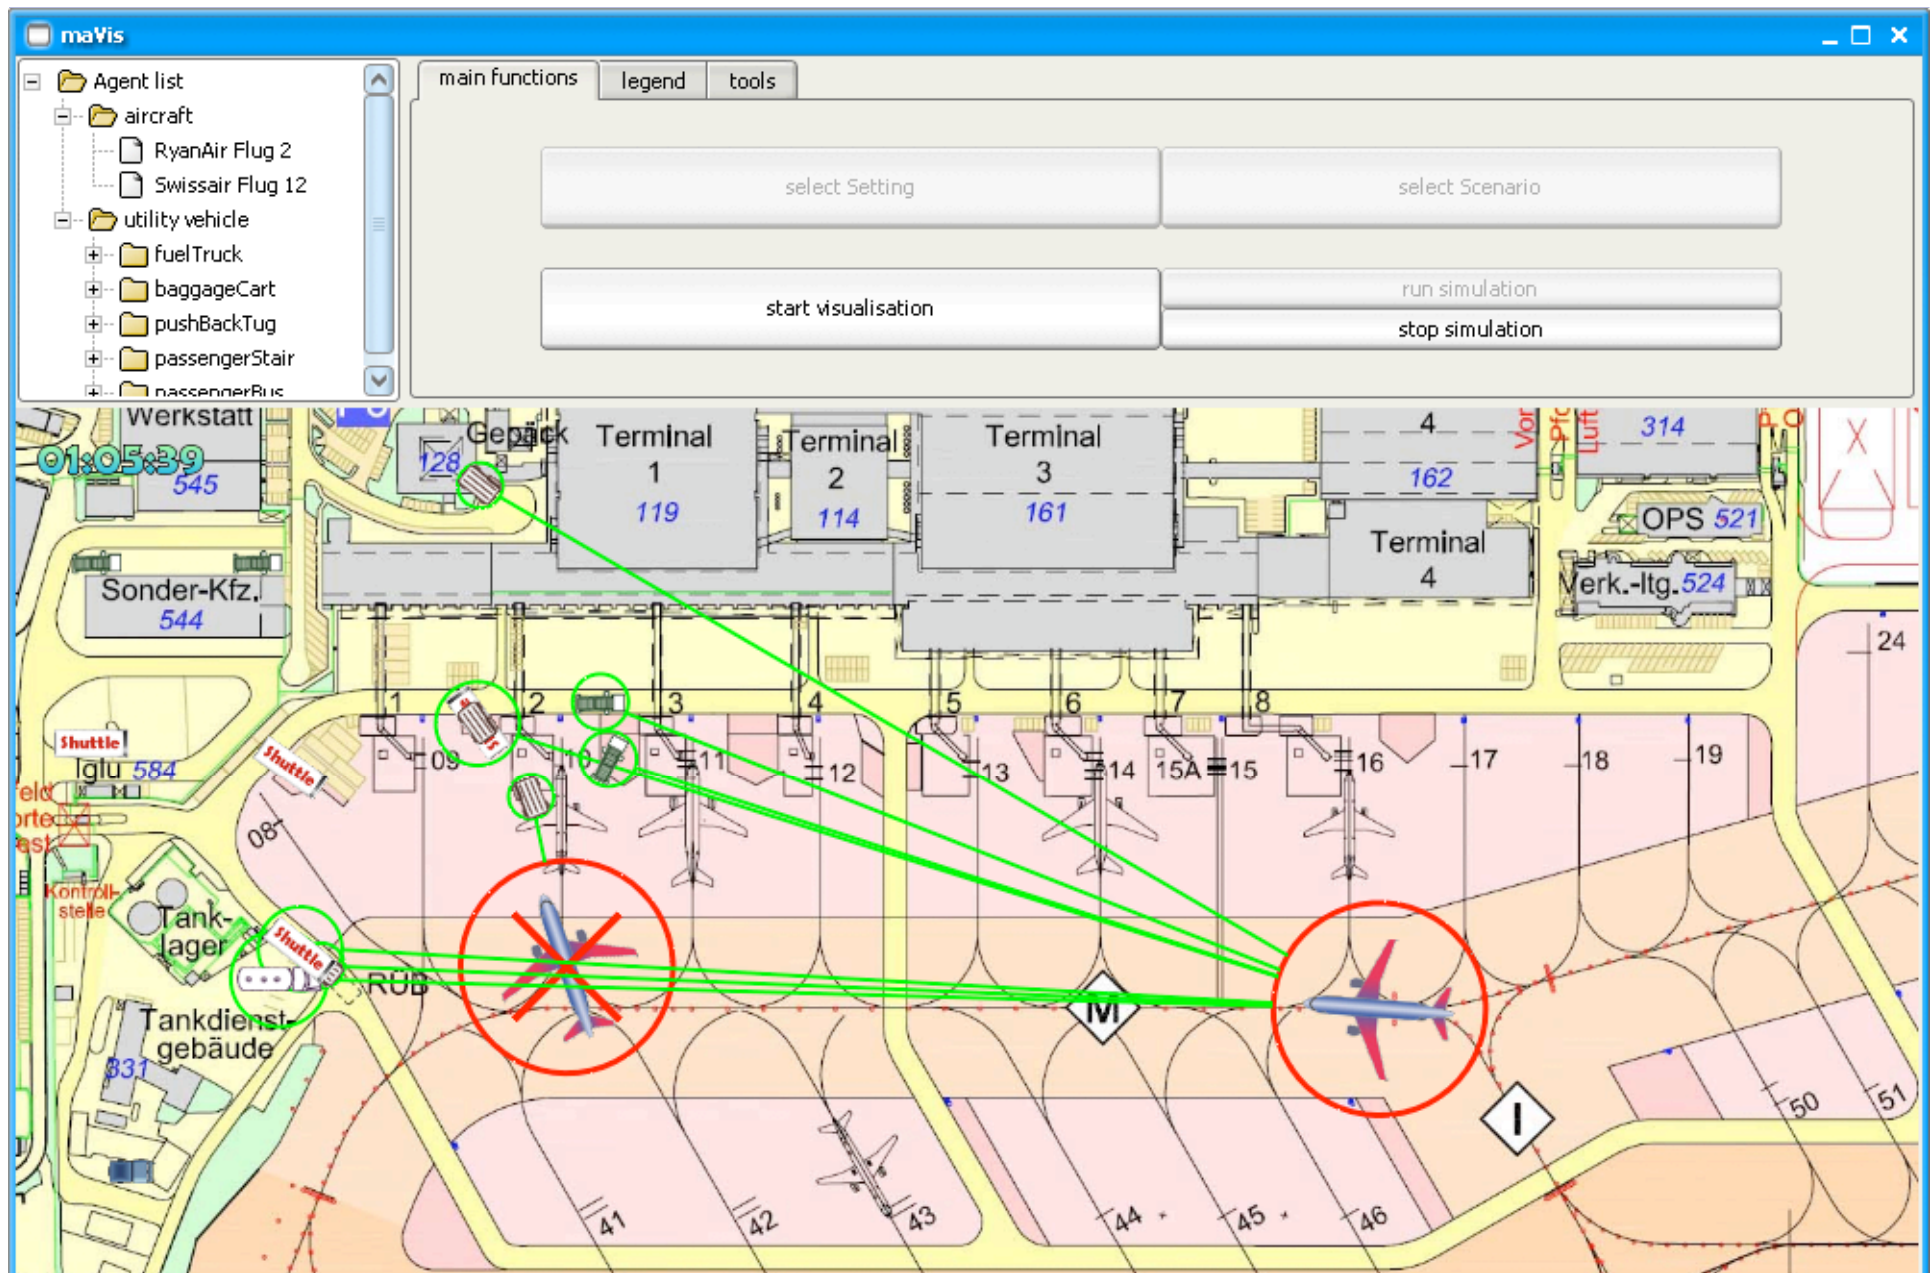 maVis
Agent list
aircraft
RyanAir Flug 2
Swissair Flug 12
utility vehicle
fuelTruck
baggageCart
pushBackTug
passengerStair
passengerBus
main functions legend tools
select Setting select Scenario
start visualisation
run simulation
stop simulation
01:05:39
Werkstatt
545
Gepäck
128
Terminal
1
119
Terminal
2
114
Terminal
3
161
4
162
Vor
Pfo
Luft
314
Terminal
4
OPS 521
Verk.-ltg. 524
Sonder-Kfz.
544
24
1 2 3 4 5 6 7 8
Shuttle
Iglu 584
Shuttle
09 10 11 12 13 14 15A 15 16 17 18 19
08
Kontroll-
stelle
Tank-
lager
Shuttle
RÜB
Tankdienst-
gebäude
331
M
I
41 42 43 44 45 46 50 51